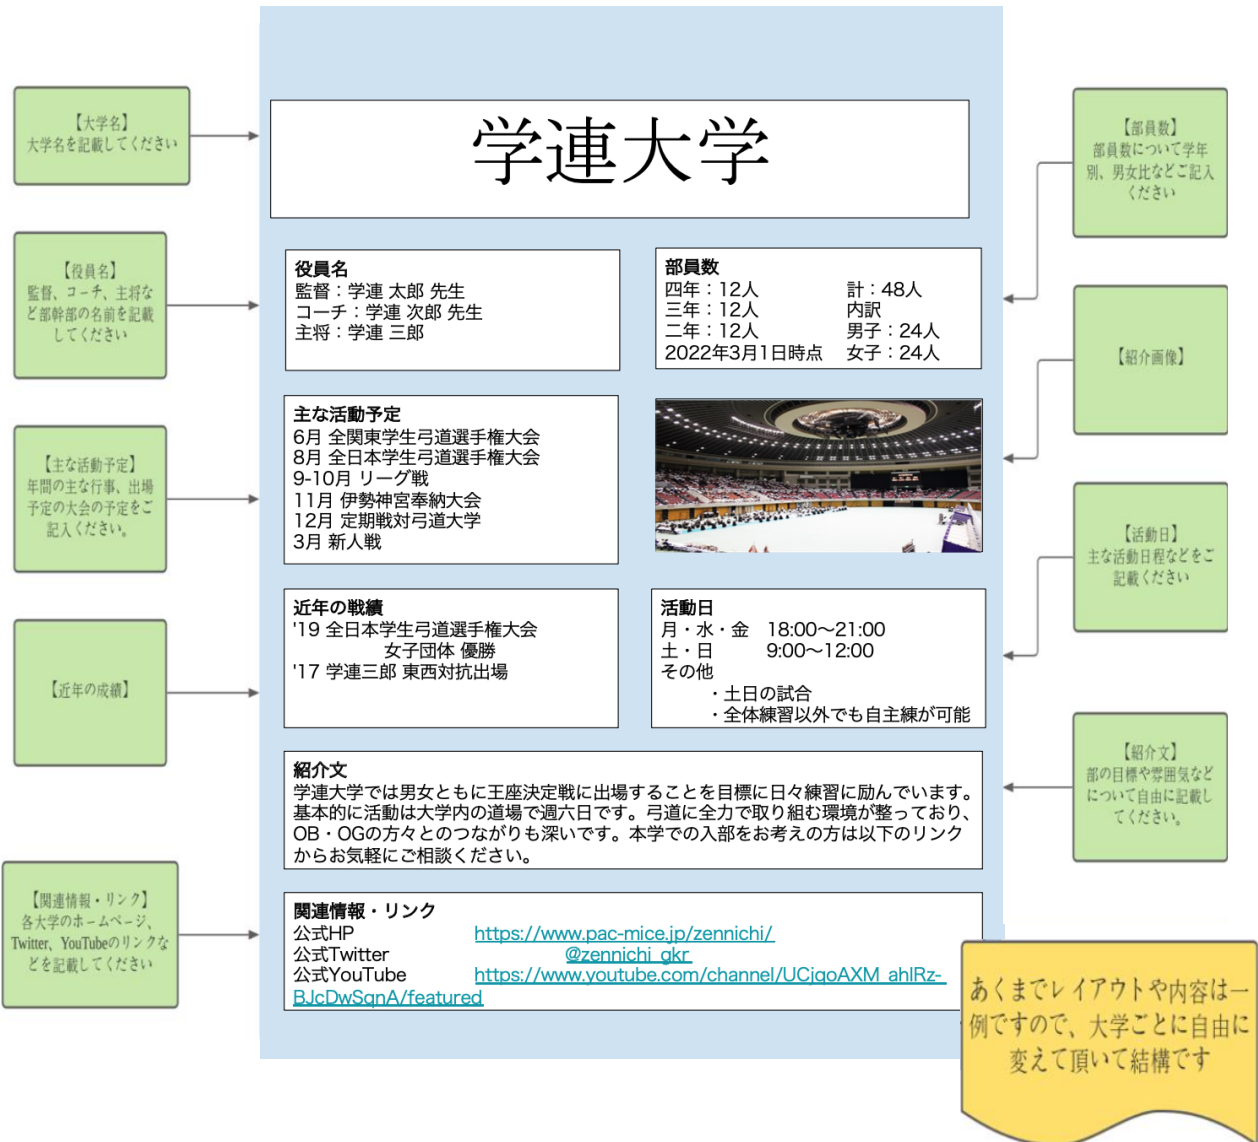 学連大学
【大学名】
大学名を記載してください
【部員数】
部員数について学年
別、男女比などご記入
ください
【役員名】
監督、コーチ、主将な
ど部幹部の名前を記載
してください
役員名
監督：学連 太郎 先生
コーチ：学連 次郎 先生
主将：学連 三郎
部員数
四年：12人 計：48人
三年：12人 内訳
二年：12人 男子：24人
2022年3月1日時点 女子：24人
【紹介画像】
【主な活動予定】
年間の主な行事、出場
予定の大会の予定をご
記入ください。
主な活動予定
6月 全関東学生弓道選手権大会
8月 全日本学生弓道選手権大会
9-10月 リーグ戦
11月 伊勢神宮奉納大会
12月 定期戦対弓道大学
3月 新人戦
【活動日】
主な活動日程などをご
記載ください
【近年の成績】
近年の戦績
'19 全日本学生弓道選手権大会
女子団体 優勝
'17 学連三郎 東西対抗出場
活動日
月・水・金 18:00〜21:00
土・日 9:00〜12:00
その他
・土日の試合
・全体練習以外でも自主練が可能
【紹介文】
部の目標や雰囲気など
について自由に記載し
てください。
紹介文
学連大学では男女ともに王座決定戦に出場することを目標に日々練習に励んでいます。
基本的に活動は大学内の道場で週六日です。弓道に全力で取り組む環境が整っており、
OB・OGの方々とのつながりも深いです。本学での入部をお考えの方は以下のリンク
からお気軽にご相談ください。
【関連情報・リンク】
各大学のホームページ、
Twitter、YouTubeのリンクな
どを記載してください
関連情報・リンク
公式HP https://www.pac-mice.jp/zennichi/
公式Twitter @zennichi_gkr
公式YouTube https://www.youtube.com/channel/UCjqoAXM_ahlRz-
BJcDwSqnA/featured
あくまでレイアウトや内容は一
例ですので、大学ごとに自由に
変えて頂いて結構です